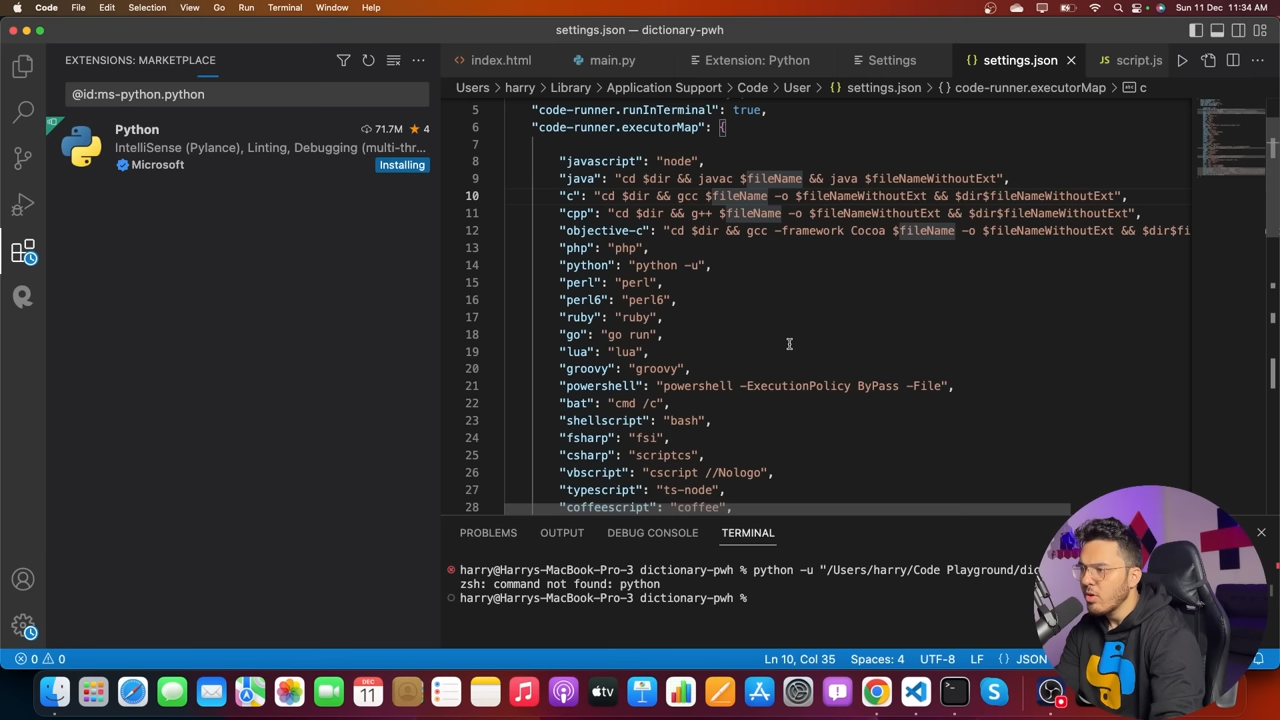 Code File Edit Selection View Go Run Terminal Window Help Sun 11 Dec 11:34 AM
settings.json — dictionary-pwh
EXTENSIONS: MARKETPLACE
index.html main.py Extension: Python Settings {} settings.json script.js
@id:ms-python.python
Users > harry > Library > Application Support > Code > User > {} settings.json > {} code-runner.executorMap > c
Python 71.7M ★ 4
IntelliSense (Pylance), Linting, Debugging (multi-thr...
Microsoft Installing
5 "code-runner.runInTerminal": true,
6 "code-runner.executorMap": {
7
8 "javascript": "node",
9 "java": "cd $dir && javac $fileName && java $fileNameWithoutExt",
10 "c": "cd $dir && gcc $fileName -o $fileNameWithoutExt && $dir$fileNameWithoutExt",
11 "cpp": "cd $dir && g++ $fileName -o $fileNameWithoutExt && $dir$fileNameWithoutExt",
12 "objective-c": "cd $dir && gcc -framework Cocoa $fileName -o $fileNameWithoutExt && $dir$fi
13 "php": "php",
14 "python": "python -u",
15 "perl": "perl",
16 "perl6": "perl6",
17 "ruby": "ruby",
18 "go": "go run",
19 "lua": "lua",
20 "groovy": "groovy",
21 "powershell": "powershell -ExecutionPolicy ByPass -File",
22 "bat": "cmd /c",
23 "shellscript": "bash",
24 "fsharp": "fsi",
25 "csharp": "scriptcs",
26 "vbscript": "cscript //Nologo",
27 "typescript": "ts-node",
28 "coffeescript": "coffee",
PROBLEMS OUTPUT DEBUG CONSOLE TERMINAL
harry@Harrys-MacBook-Pro-3 dictionary-pwh % python -u "/Users/harry/Code Playground/dic
zsh: command not found: python
harry@Harrys-MacBook-Pro-3 dictionary-pwh %
0 0 Ln 10, Col 35 Spaces: 4 UTF-8 LF {} JSON
DEC
11
tv